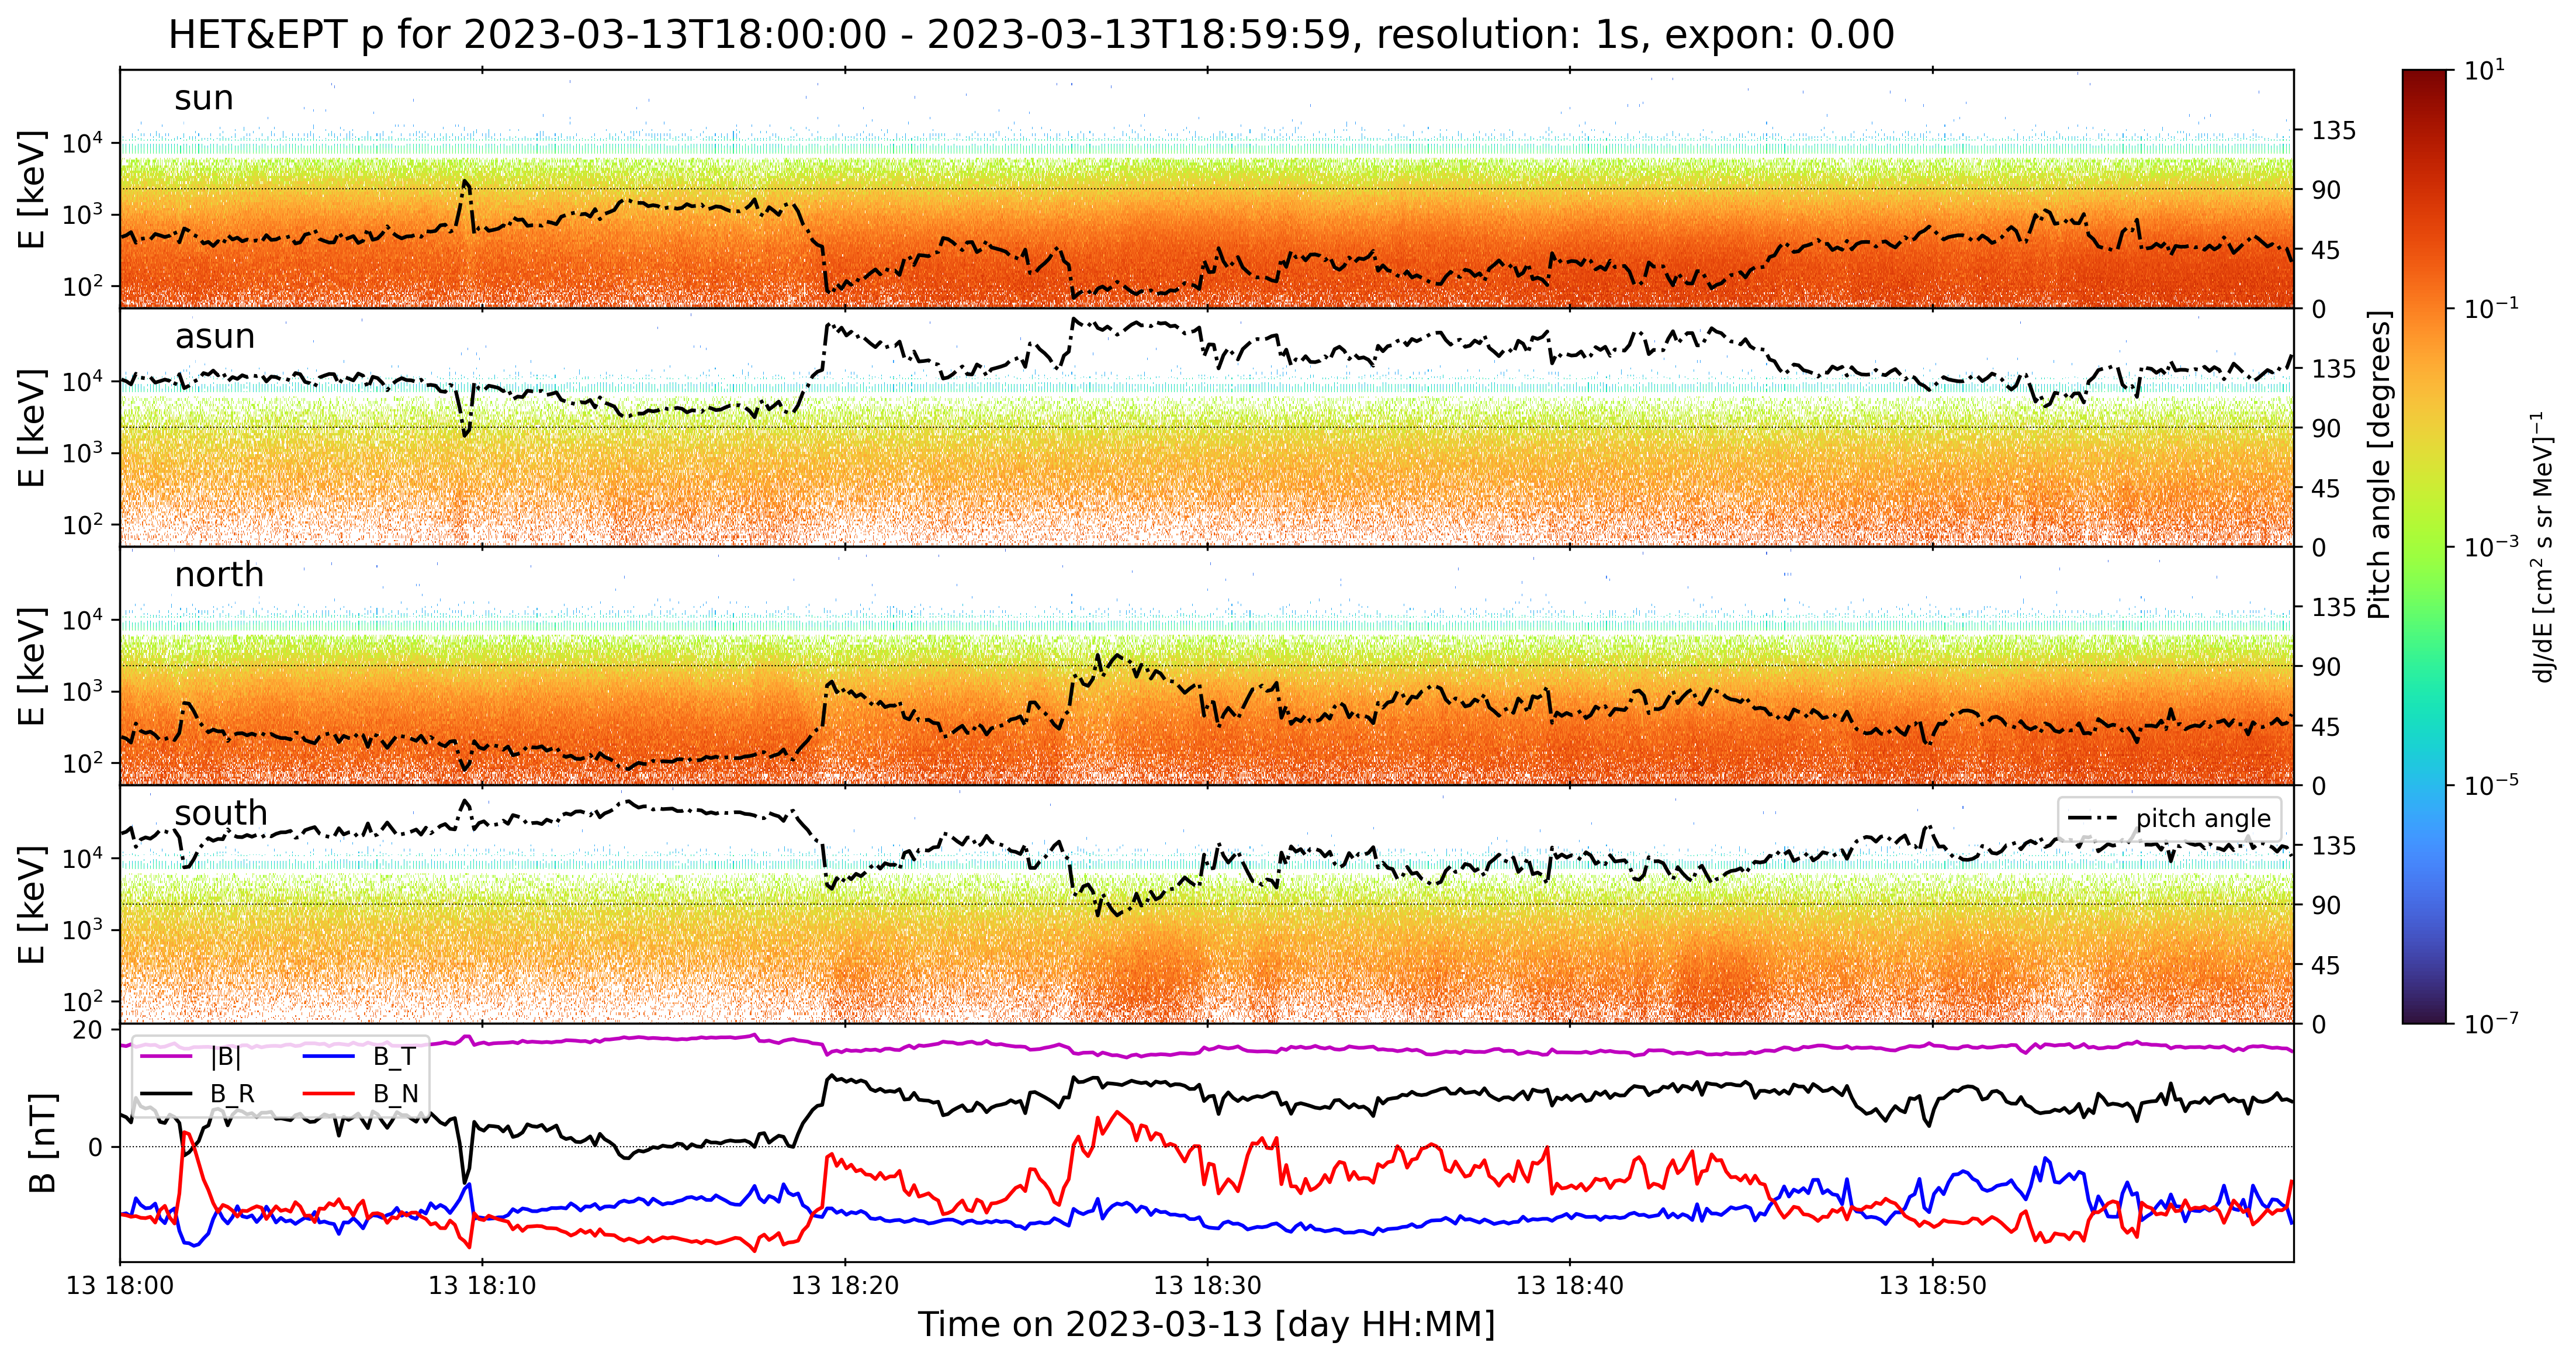 HET&EPT p for 2023-03-13T18:00:00 - 2023-03-13T18:59:59, resolution: 1s, expon: 0.00
sun
E [keV]
10⁴
10³
10²
135
90
45
0
asun
E [keV]
10⁴
10³
10²
135
90
45
0
north
E [keV]
10⁴
10³
10²
135
90
45
0
south
pitch angle
E [keV]
10⁴
10³
10²
135
90
45
0
Pitch angle [degrees]
10¹
10⁻¹
10⁻³
10⁻⁵
10⁻⁷
dJ/dE [cm² s sr MeV]⁻¹
B [nT]
20
0
|B|
B_R
B_T
B_N
13 18:00
13 18:10
13 18:20
13 18:30
13 18:40
13 18:50
Time on 2023-03-13 [day HH:MM]